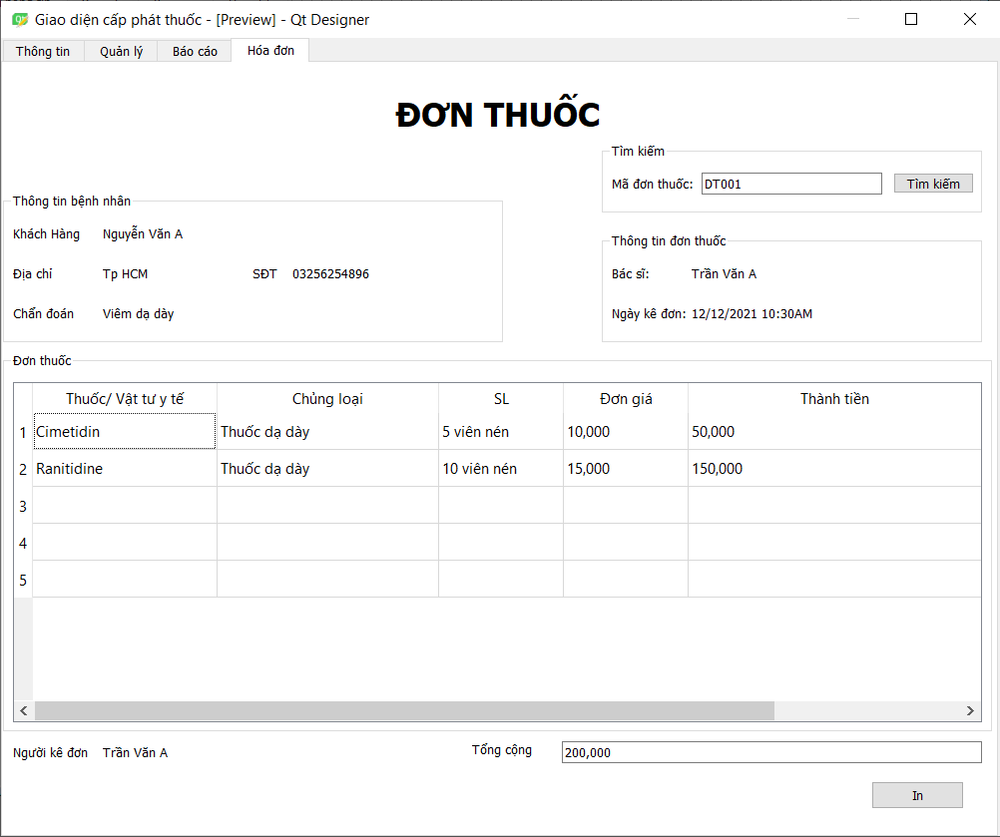 Giao diện cấp phát thuốc - [Preview] - Qt Designer
Thông tin Quản lý Báo cáo Hóa đơn
ĐƠN THUỐC
Tìm kiếm
Mã đơn thuốc: DT001 Tìm kiếm
Thông tin bệnh nhân
Khách Hàng Nguyễn Văn A
Địa chỉ Tp HCM SĐT 03256254896
Chẩn đoán Viêm dạ dày
Thông tin đơn thuốc
Bác sĩ: Trần Văn A
Ngày kê đơn: 12/12/2021 10:30AM
Đơn thuốc
Thuốc/ Vật tư y tế Chủng loại SL Đơn giá Thành tiền
1 Cimetidin Thuốc dạ dày 5 viên nén 10,000 50,000
2 Ranitidine Thuốc dạ dày 10 viên nén 15,000 150,000
3
4
5
Người kê đơn Trần Văn A Tổng cộng 200,000
In